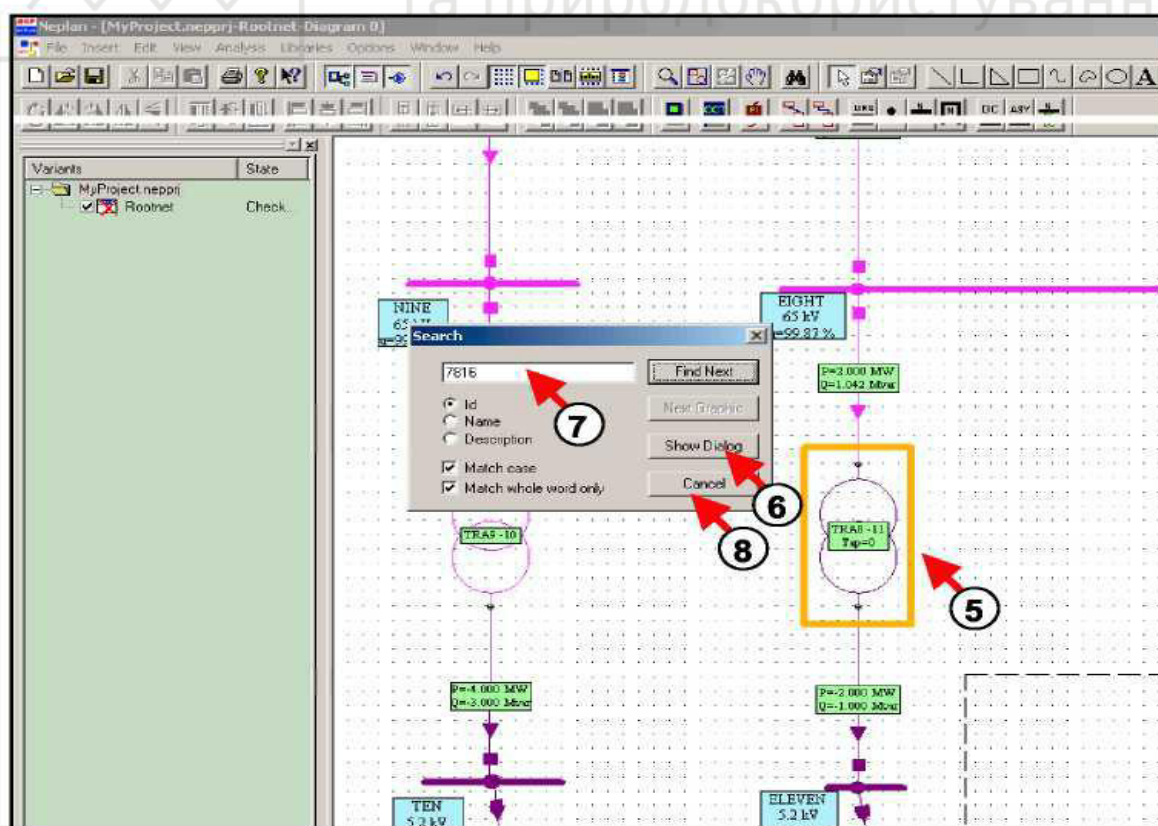 та природокористування
Neplan - [MyProject.nepprj-Rootnet-Diagram 0]
File Insert Edit View Analysis Libraries Options Window Help
Variants State
MyProject.nepprj
Rootnet Check...
NINE
EIGHT
65 kV
u=99.87 %
Search
7816
Find Next
Id
Name
Description
Next Graphic
Show Dialog
Match case
Match whole word only
Cancel
7
6
8
5
P=2.000 MW
Q=1.042 Mvar
TRA9-10
TRA8-11
Tap=0
P=-4.000 MW
Q=-3.000 Mvar
P=-2.000 MW
Q=-1.000 Mvar
TEN
5.2 kV
ELEVEN
5.2 kV